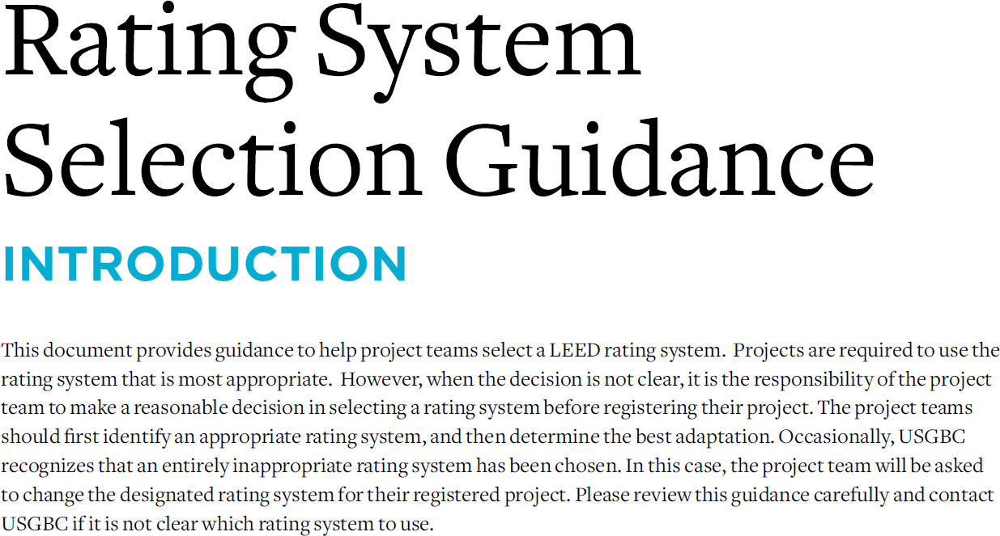 Rating System
Selection Guidance
INTRODUCTION
This document provides guidance to help project teams select a LEED rating system.  Projects are required to use the
rating system that is most appropriate.  However, when the decision is not clear, it is the responsibility of the project
team to make a reasonable decision in selecting a rating system before registering their project. The project teams
should first identify an appropriate rating system, and then determine the best adaptation. Occasionally, USGBC
recognizes that an entirely inappropriate rating system has been chosen. In this case, the project team will be asked
to change the designated rating system for their registered project. Please review this guidance carefully and contact
USGBC if it is not clear which rating system to use.